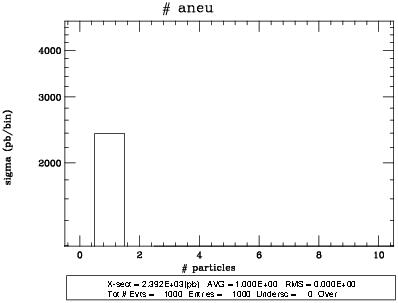 # aneu
sigma (pb/bin)
4000
3000
2000
0 2 4 6 8 10
# particles
X-sect = 2.392E+03(pb) AVG = 1.000E+00 RMS = 0.000E+00
Tot # Evts = 1000 Entries = 1000 Undersc = 0 Over